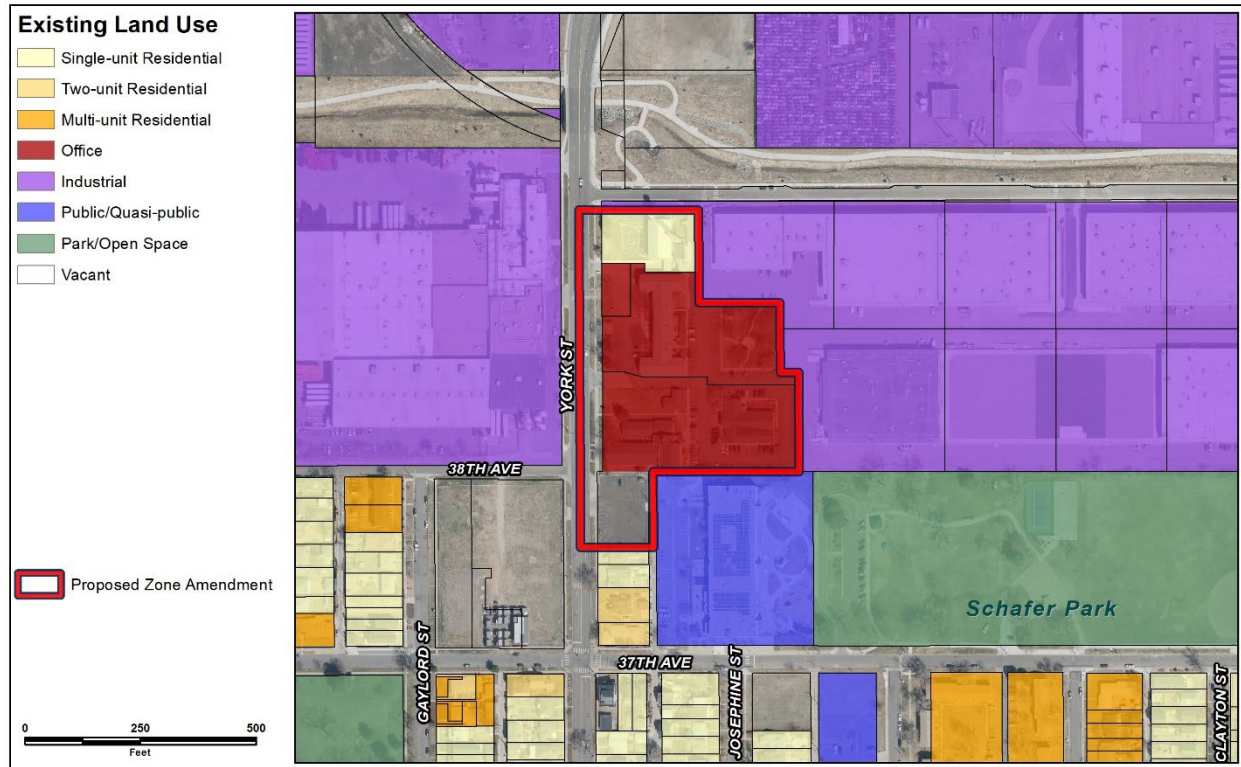 Existing Land Use
Single-unit Residential
Two-unit Residential
Multi-unit Residential
Office
Industrial
Public/Quasi-public
Park/Open Space
Vacant
Proposed Zone Amendment
0 250 500
Feet
YORK ST
38TH AVE
Schafer Park
37TH AVE
GAYLORD ST
JOSEPHINE ST
CLAYTON ST